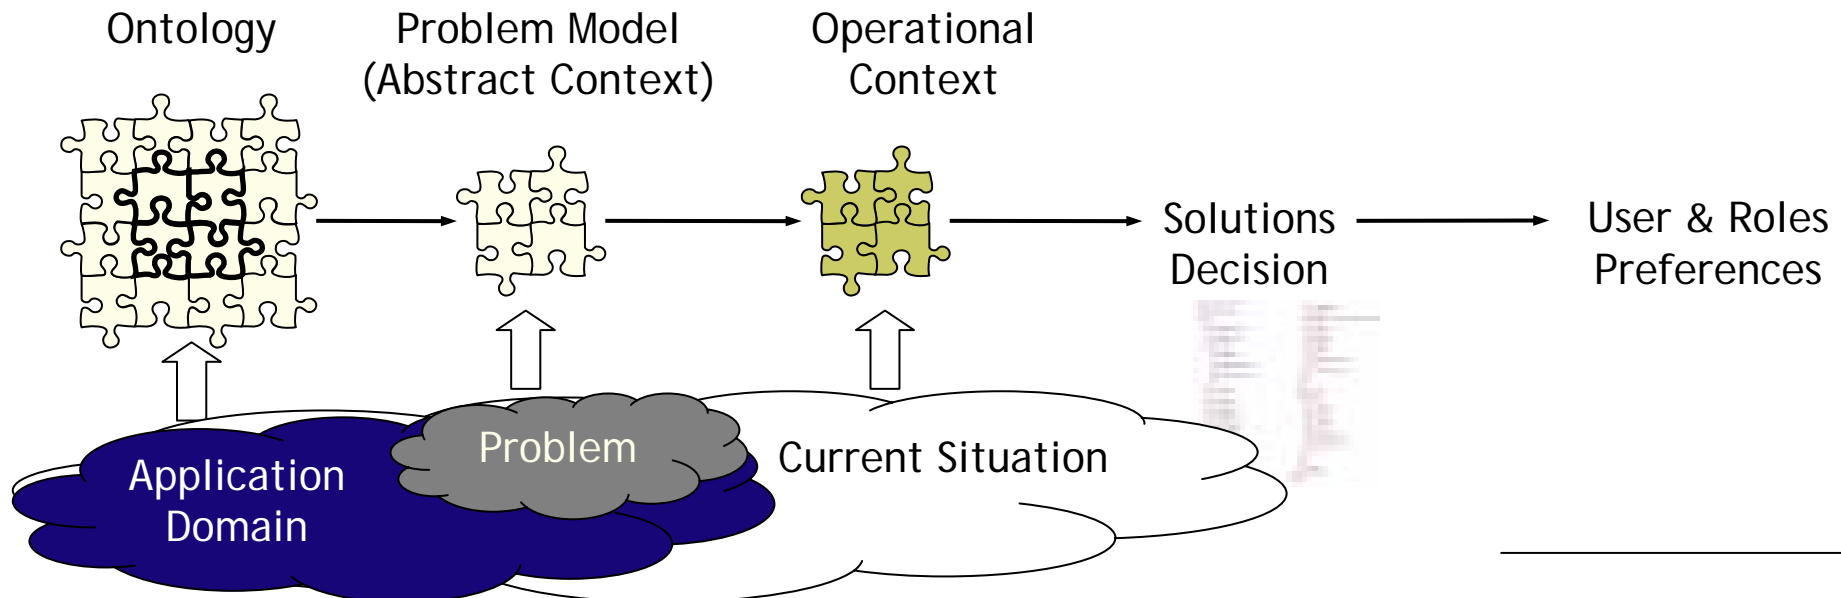 Ontology
Problem Model
(Abstract Context)
Operational
Context
Solutions
Decision
User & Roles
Preferences
Application
Domain
Problem
Current Situation